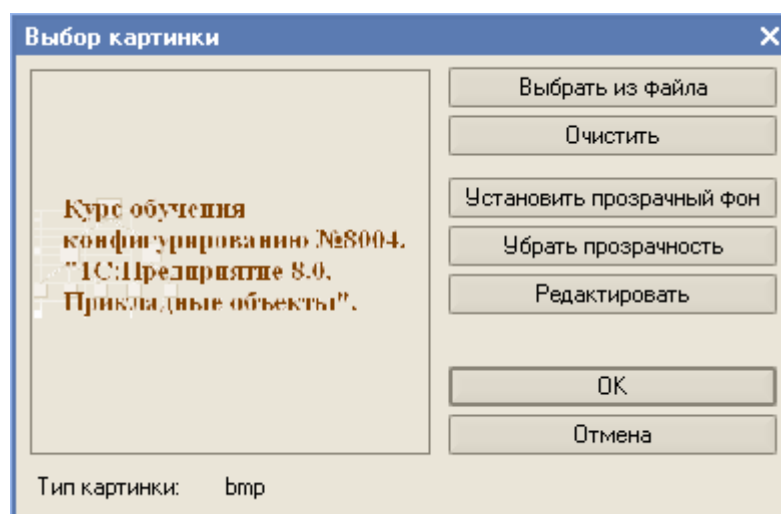 Выбор картинки
Выбрать из файла
Очистить
Курс обучения
конфигурированию №8004.
"1С:Предприятие 8.0.
Прикладные объекты".
Установить прозрачный фон
Убрать прозрачность
Редактировать
OK
Отмена
Тип картинки: bmp